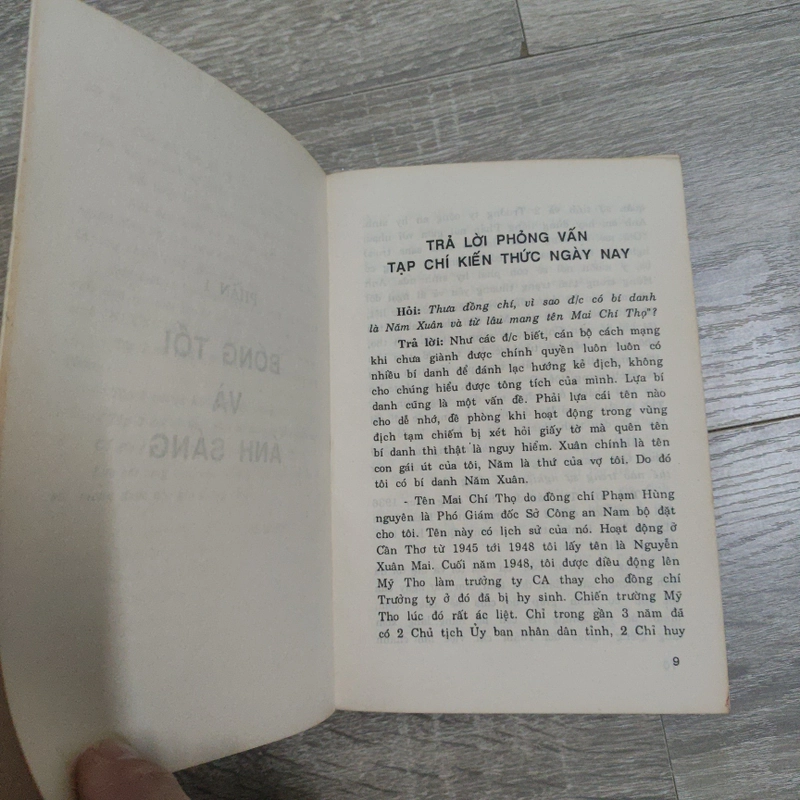 TRẢ LỜI PHỎNG VẤN
TẠP CHÍ KIẾN THỨC NGÀY NAY
Hỏi: Thưa đồng chí, vì sao đ/c có bí danh
là Năm Xuân và từ lâu mang tên Mai Chí Thọ"?
Trả lời: Như các đ/c biết, cán bộ cách mạng
khi chưa giành được chính quyền luôn luôn có
nhiều bí danh để đánh lạc hướng kẻ địch, không
cho chúng hiểu được tông tích của mình. Lựa bí
danh cũng là một vấn đề. Phải lựa cái tên nào
cho dễ nhớ, đề phòng khi hoạt động trong vùng
địch tạm chiếm bị xét hỏi giấy tờ mà quên tên
bí danh thì thật là nguy hiểm. Xuân chính là tên
con gái út của tôi, Năm là thứ của vợ tôi. Do đó
tôi có bí danh Năm Xuân.
- Tên Mai Chí Thọ do đồng chí Phạm Hùng
nguyên là Phó Giám đốc Sở Công an Nam bộ đặt
cho tôi. Tên này có lịch sử của nó. Hoạt động ở
Cần Thơ từ 1945 tới 1948 tôi lấy tên là Nguyễn
Xuân Mai. Cuối năm 1948, tôi được điều động lên
Mỹ Tho làm trưởng ty CA thay cho đồng chí
Trưởng ty ở đó đã bị hy sinh. Chiến trường Mỹ
Tho lúc đó rất ác liệt. Chỉ trong gần 3 năm đã
có 2 Chủ tịch Ủy ban nhân dân tỉnh, 2 Chỉ huy
9
PHẦN I
BÓNG TỐI
VÀ
ÁNH SÁNG